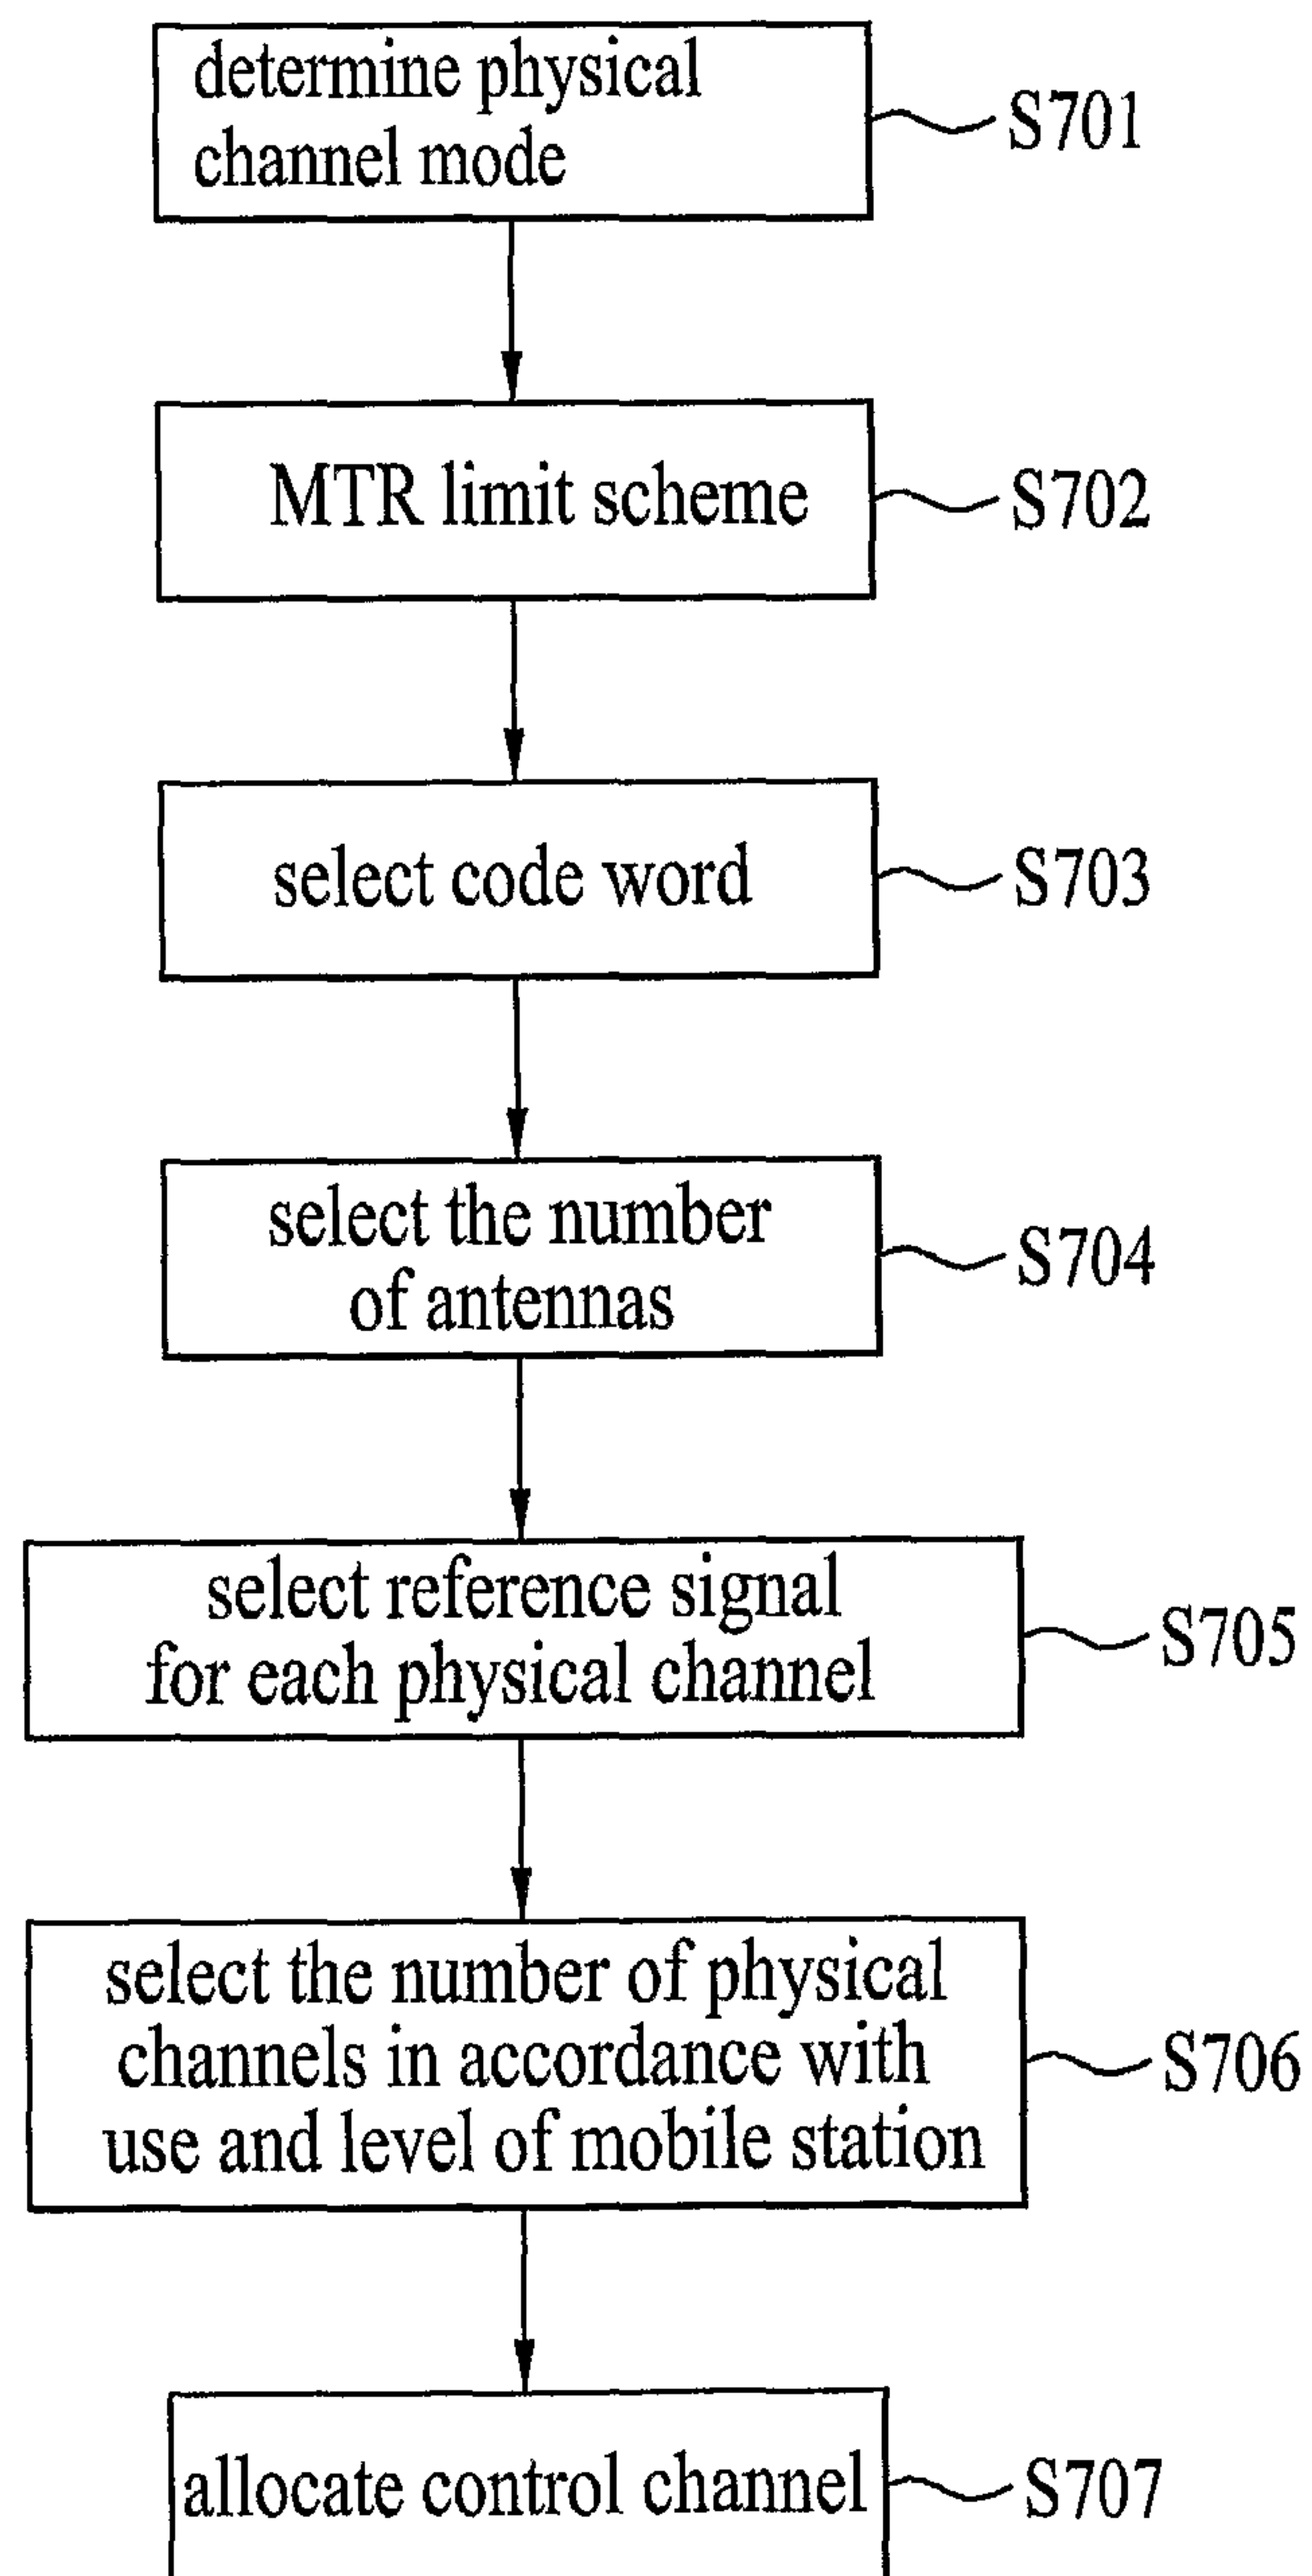 determine physical
channel mode
S701
MTR limit scheme
S702
select code word
S703
select the number
of antennas
S704
select reference signal
for each physical channel
S705
select the number of physical
channels in accordance with
use and level of mobile station
S706
allocate control channel
S707